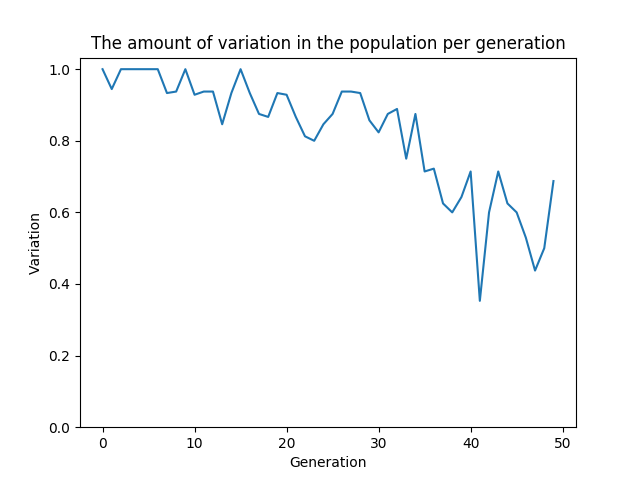 The amount of variation in the population per generation
1.0
0.8
0.6
0.4
0.2
0.0
Variation
0 10 20 30 40 50
Generation